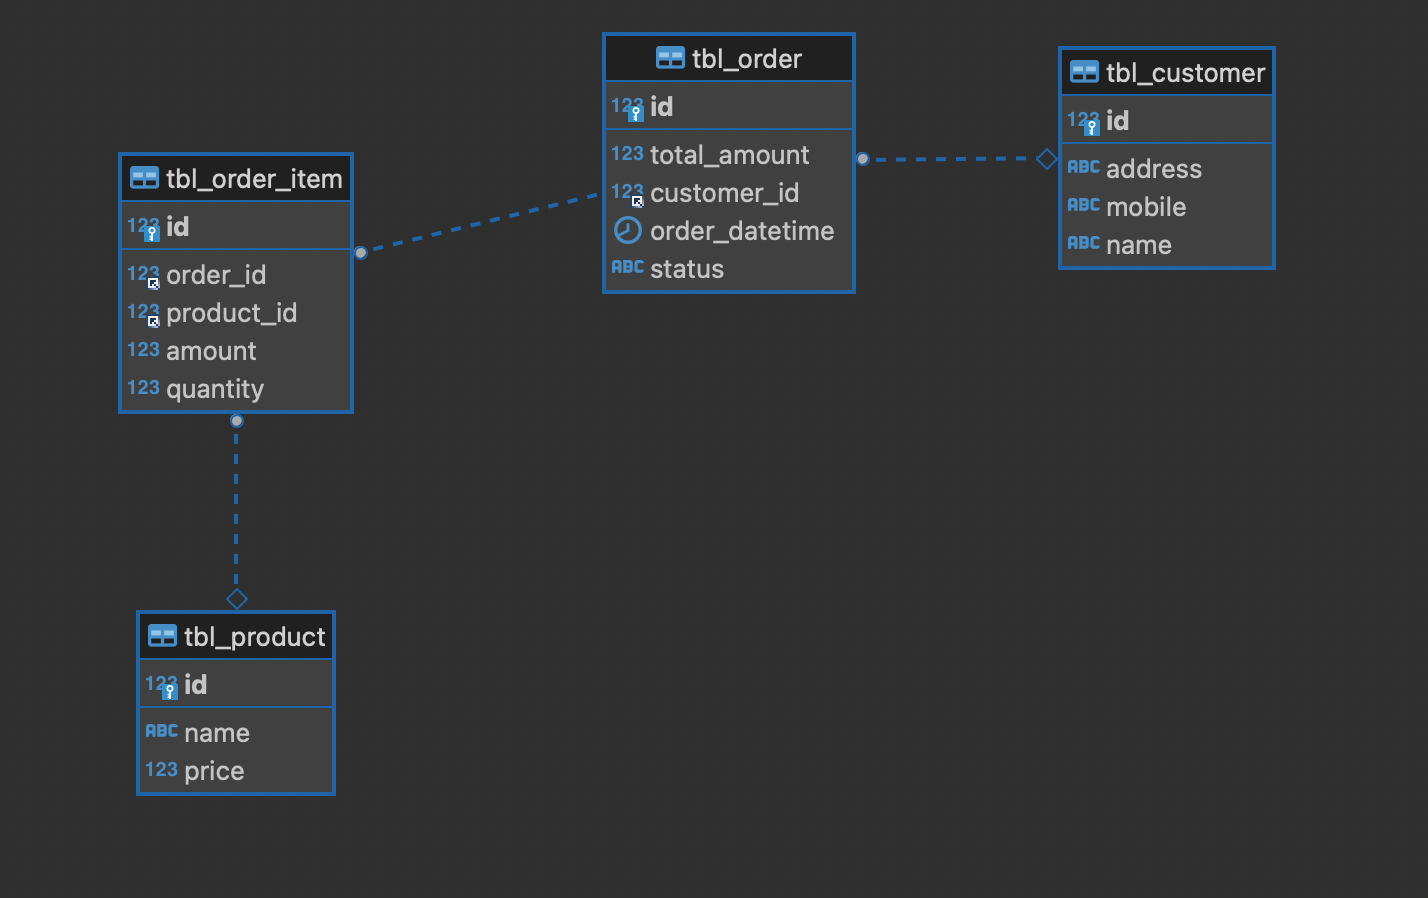 tbl_order_item
123 id
123 order_id
123 product_id
123 amount
123 quantity
tbl_order
123 id
123 total_amount
123 customer_id
order_datetime
ABC status
tbl_customer
123 id
ABC address
ABC mobile
ABC name
tbl_product
123 id
ABC name
123 price